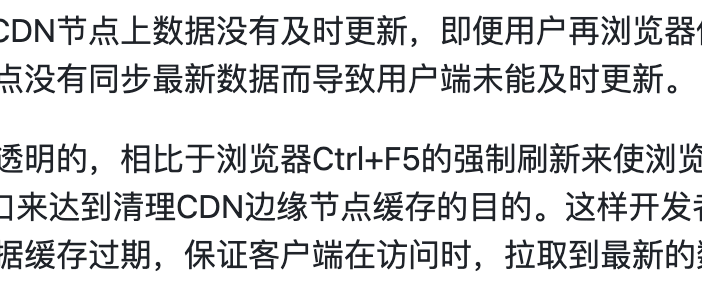 CDN节点上数据没有及时更新，即便用户再浏览器
点没有同步最新数据而导致用户端未能及时更新。
透明的，相比于浏览器Ctrl+F5的强制刷新来使浏览
口来达到清理CDN边缘节点缓存的目的。这样开发者
据缓存过期，保证客户端在访问时，拉取到最新的数